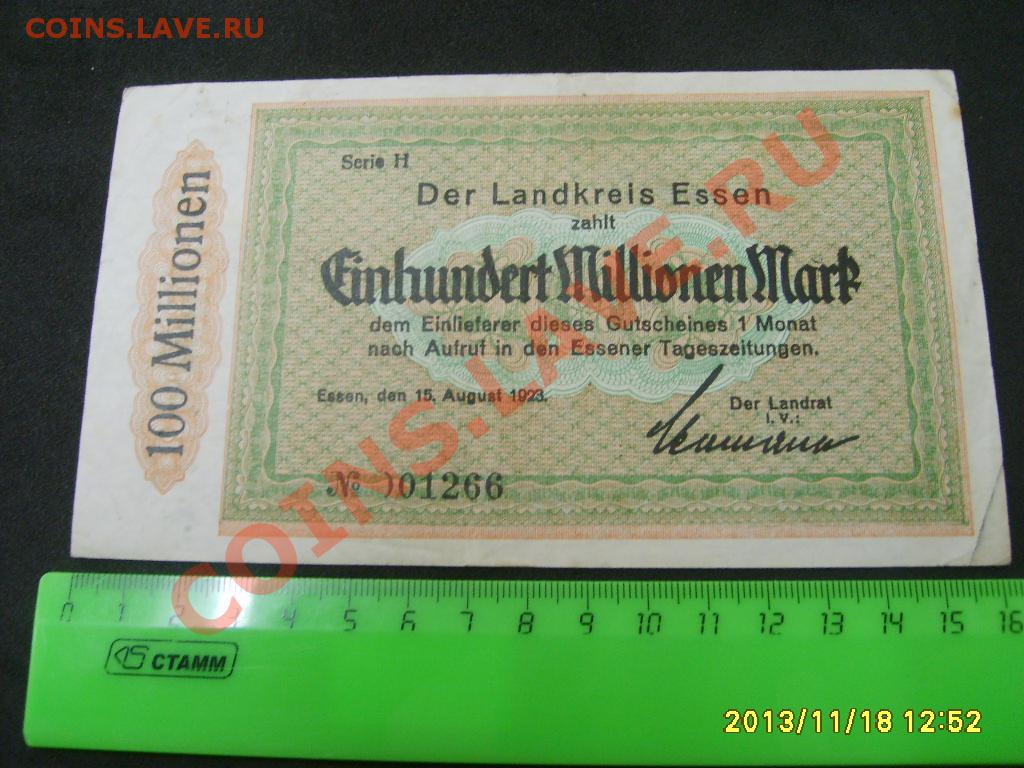 COINS.LAVE.RU
Serie H
Der Landkreis Essen
zahlt
Einhundert Millionen Mark
dem Einlieferer dieses Gutscheines 1 Monat
nach Aufruf in den Essener Tageszeitungen.
Essen, den 15. August 1923.
Der Landrat
I. V.:
№ 001266
100 Millionen
COINS.LAVE.RU
0 1 2 3 4 5 6 7 8 9 10 11 12 13 14 15 16
СТАММ
2013/11/18 12:52